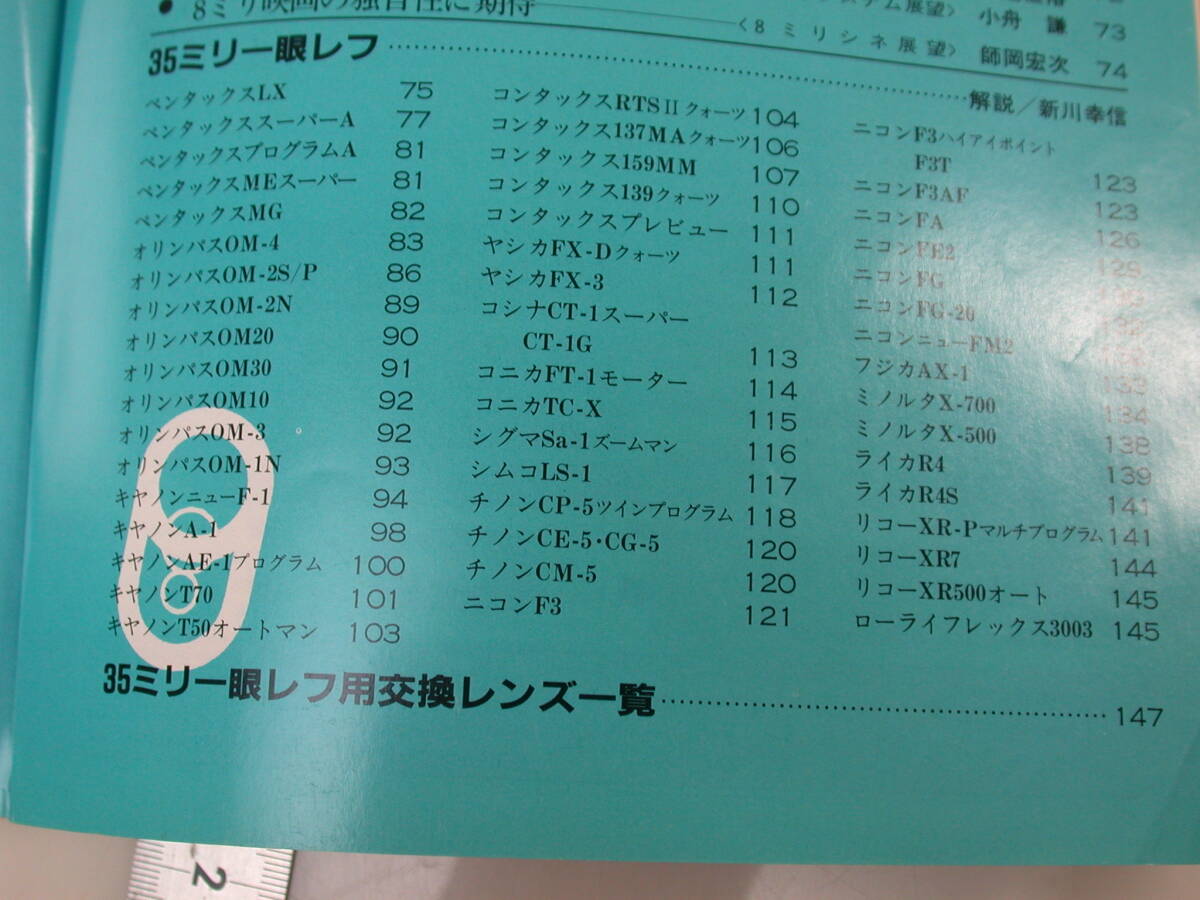 ●8ミリ映画の独自性に期待
ステム展望〉 小舟 謙 73
〈8ミリシネ展望〉 師岡宏次 74
35ミリ一眼レフ
解説/新川幸信
ペンタックスLX 75
ペンタックススーパーA 77
ペンタックスプログラムA 81
ペンタックスMEスーパー 81
ペンタックスMG 82
オリンパスOM-4 83
オリンパスOM-2S/P 86
オリンパスOM-2N 89
オリンパスOM20 90
オリンパスOM30 91
オリンパスOM10 92
オリンパスOM-3 92
オリンパスOM-1N 93
キヤノンニューF-1 94
キヤノンA-1 98
キヤノンAE-1プログラム 100
キヤノンT70 101
キヤノンT50オートマン 103
コンタックスRTSⅡクォーツ 104
コンタックス137MAクォーツ 106
コンタックス159MM 107
コンタックス139クォーツ 110
コンタックスプレビュー 111
ヤシカFX-Dクォーツ 111
ヤシカFX-3 112
コシナCT-1スーパー
CT-1G 113
コニカFT-1モーター 114
コニカTC-X 115
シグマSa-1ズームマン 116
シムコLS-1 117
チノンCP-5ツインプログラム 118
チノンCE-5・CG-5 120
チノンCM-5 120
ニコンF3 121
ニコンF3ハイアイポイント
F3T 123
ニコンF3AF 123
ニコンFA 126
ニコンFE2 129
ニコンFG
ニコンFG-20
ニコンニューFM2
フジカAX-1 133
ミノルタX-700 134
ミノルタX-500 138
ライカR4 139
ライカR4S 141
リコーXR-Pマルチプログラム 141
リコーXR7 144
リコーXR500オート 145
ローライフレックス3003 145
35ミリ一眼レフ用交換レンズ一覧 147
2